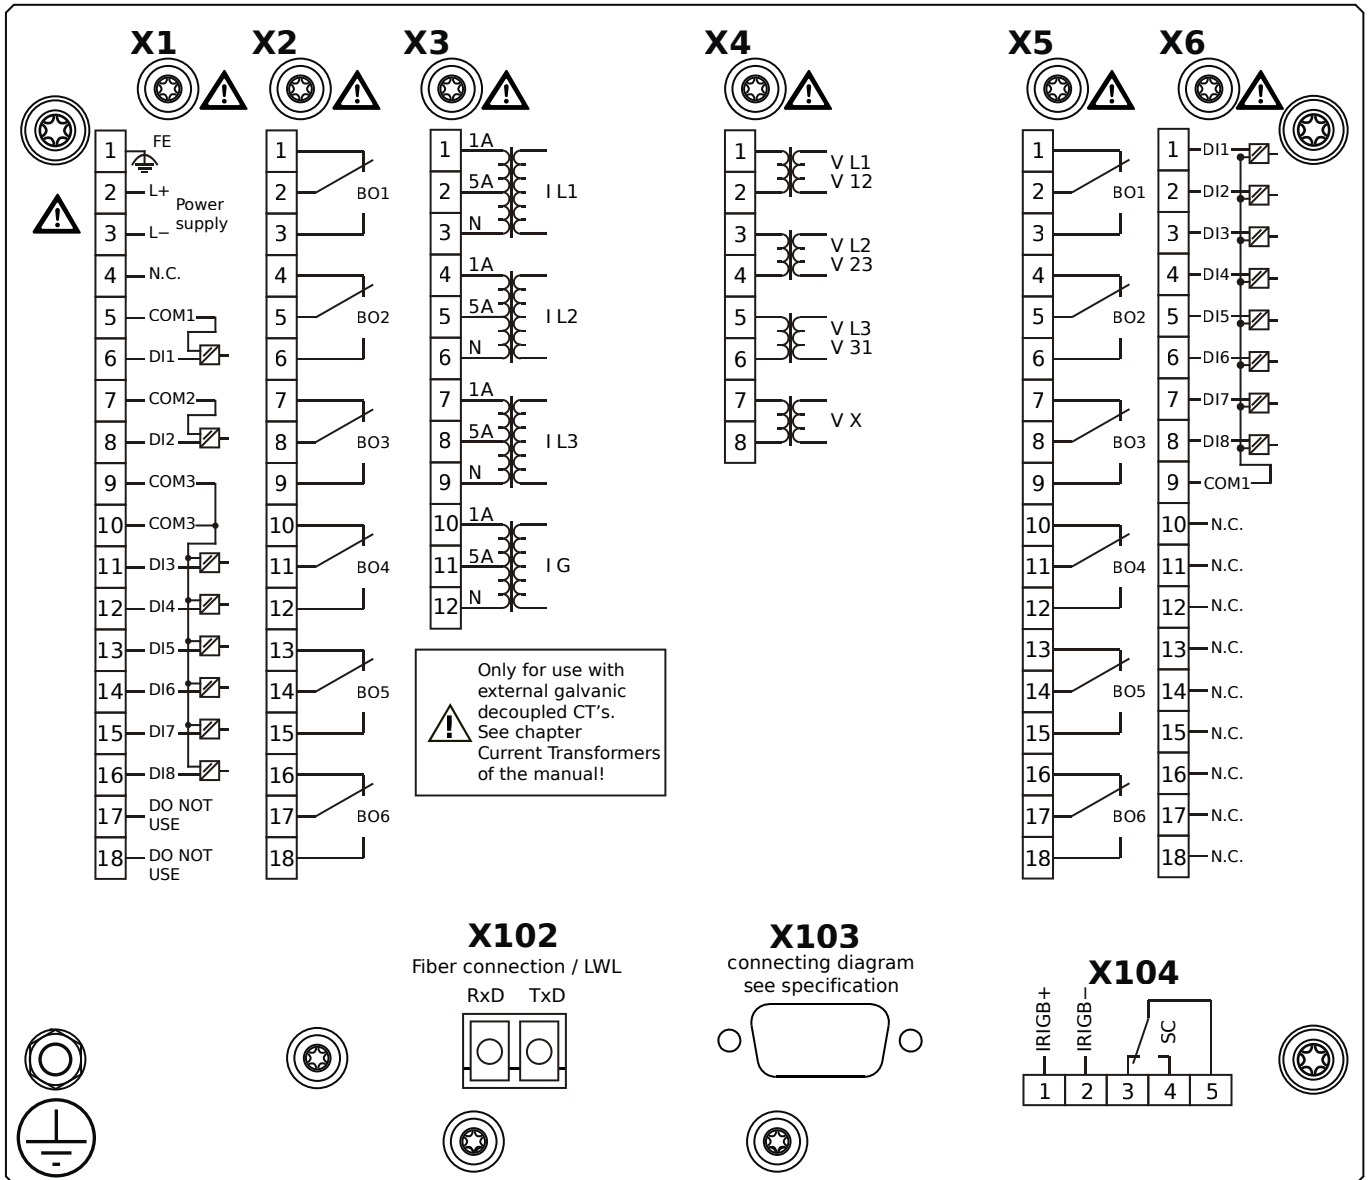 X1 X2 X3 X4 X5 X6
1 FE
2 L+
Power
supply
3 L−
4 N.C.
5 COM1
6 DI1
7 COM2
8 DI2
9 COM3
10 COM3
11 DI3
12 DI4
13 DI5
14 DI6
15 DI7
16 DI8
17 DO NOT
USE
18 DO NOT
USE
1
2 BO1
3
4
5 BO2
6
7
8 BO3
9
10
11 BO4
12
13
14 BO5
15
16
17 BO6
18
1 1A
2 5A I L1
3 N
4 1A
5 5A I L2
6 N
7 1A
8 5A I L3
9 N
10 1A
11 5A I G
12 N
Only for use with
external galvanic
decoupled CT's.
See chapter
Current Transformers
of the manual!
1 V L1
2 V 12
3 V L2
4 V 23
5 V L3
6 V 31
7 V X
8
1
2 BO1
3
4
5 BO2
6
7
8 BO3
9
10
11 BO4
12
13
14 BO5
15
16
17 BO6
18
1 DI1
2 DI2
3 DI3
4 DI4
5 DI5
6 DI6
7 DI7
8 DI8
9 COM1
10 N.C.
11 N.C.
12 N.C.
13 N.C.
14 N.C.
15 N.C.
16 N.C.
17 N.C.
18 N.C.
X102
Fiber connection / LWL
RxD TxD
X103
connecting diagram
see specification
X104
IRIGB+
IRIGB−
SC
1 2 3 4 5